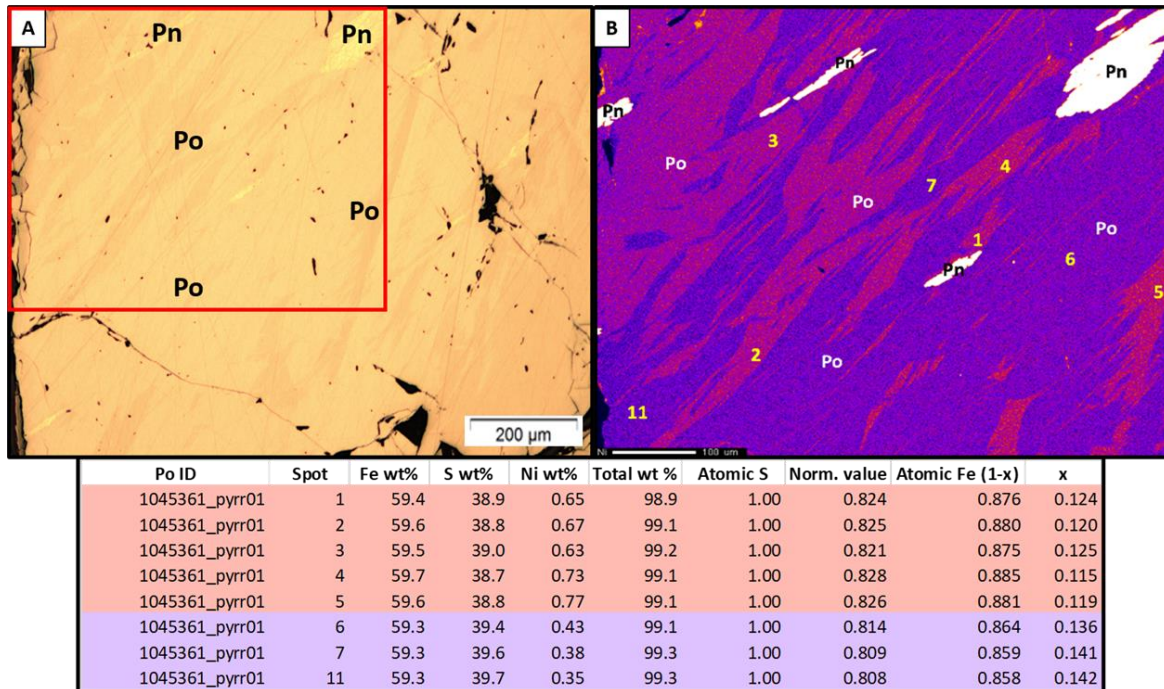 A
Pn
Pn
Po
Po
Po
200 µm
B
Pn
Pn
Pn
3
Po
4
7
Po
1
Po
6
Pn
5
2
Po
11
Ni
100 um
Po ID Spot Fe wt% S wt% Ni wt% Total wt % Atomic S Norm. value Atomic Fe (1-x) x
1045361_pyrr01 1 59.4 38.9 0.65 98.9 1.00 0.824 0.876 0.124
1045361_pyrr01 2 59.6 38.8 0.67 99.1 1.00 0.825 0.880 0.120
1045361_pyrr01 3 59.5 39.0 0.63 99.2 1.00 0.821 0.875 0.125
1045361_pyrr01 4 59.7 38.7 0.73 99.1 1.00 0.828 0.885 0.115
1045361_pyrr01 5 59.6 38.8 0.77 99.1 1.00 0.826 0.881 0.119
1045361_pyrr01 6 59.3 39.4 0.43 99.1 1.00 0.814 0.864 0.136
1045361_pyrr01 7 59.3 39.6 0.38 99.3 1.00 0.809 0.859 0.141
1045361_pyrr01 11 59.3 39.7 0.35 99.3 1.00 0.808 0.858 0.142